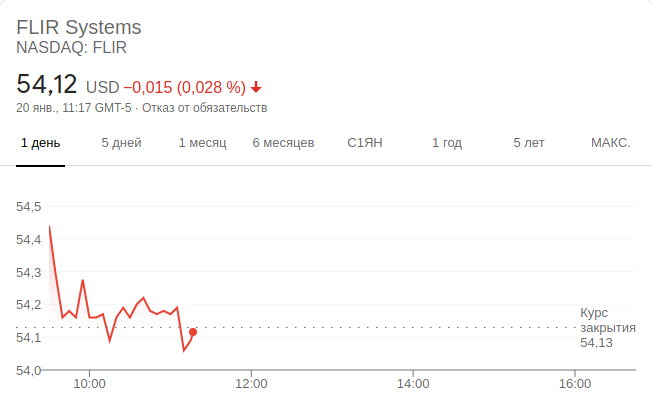 FLIR Systems
NASDAQ: FLIR
54,12 USD −0,015 (0,028 %)
20 янв., 11:17 GMT-5 · Отказ от обязательств
1 день 5 дней 1 месяц 6 месяцев С1ЯН 1 год 5 лет МАКС.
54,5
54,4
54,3
54,2
54,1
54,0
Курс
закрытия
54,13
10:00 12:00 14:00 16:00